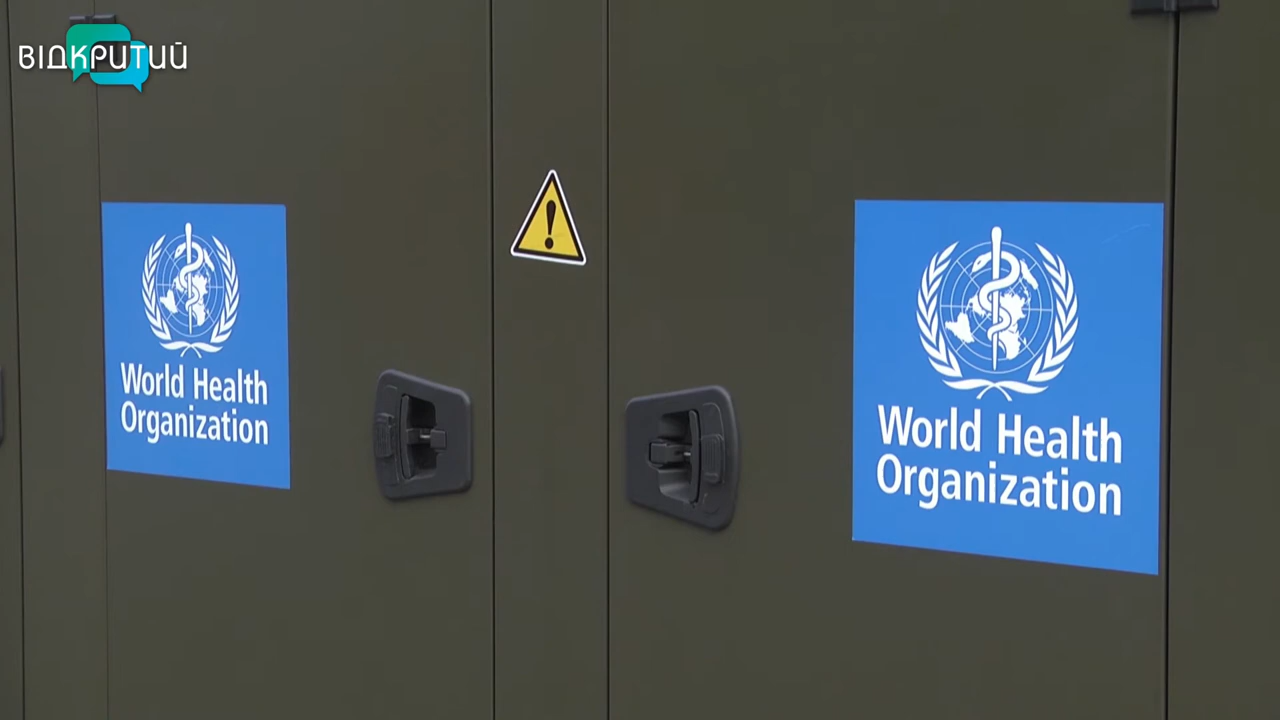 ВІДКРИТИЙ
World Health
Organization
!
World Health
Organization